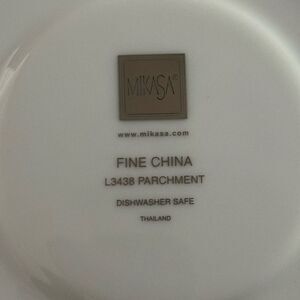 MIKASA®
www.mikasa.com
FINE CHINA
L3438 PARCHMENT
DISHWASHER SAFE
THAILAND